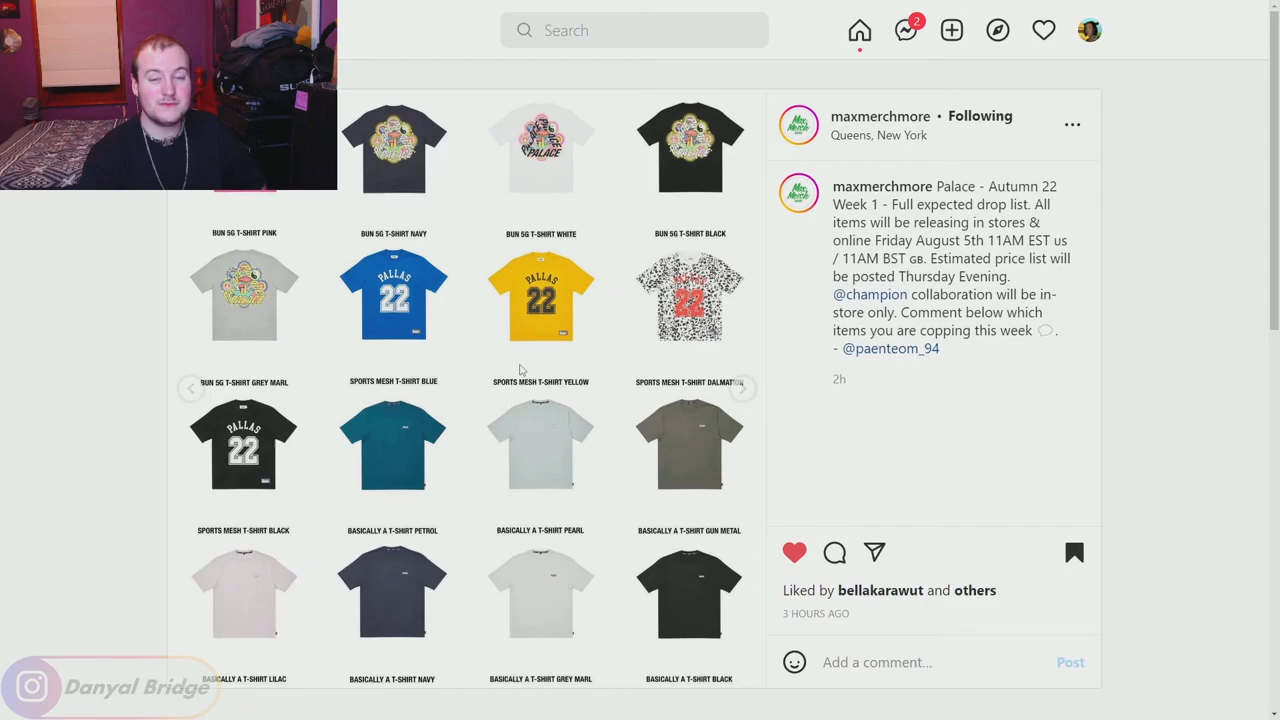 Search
2
maxmerchmore • Following
Queens, New York
maxmerchmore Palace - Autumn 22
Week 1 - Full expected drop list. All
items will be releasing in stores &
online Friday August 5th 11AM EST us
/ 11AM BST GB. Estimated price list will
be posted Thursday Evening.
@champion collaboration will be in-
store only. Comment below which
items you are copping this week 💬.
- @paenteom_94
2h
PALACE
PALACE
PALACE
BUN 5G T-SHIRT PINK
BUN 5G T-SHIRT NAVY
BUN 5G T-SHIRT WHITE
BUN 5G T-SHIRT BLACK
PALACE
PALLAS
22
PALLAS
22
22
BUN 5G T-SHIRT GREY MARL
SPORTS MESH T-SHIRT BLUE
SPORTS MESH T-SHIRT YELLOW
SPORTS MESH T-SHIRT DALMATION
PALLAS
22
SPORTS MESH T-SHIRT BLACK
BASICALLY A T-SHIRT PETROL
BASICALLY A T-SHIRT PEARL
BASICALLY A T-SHIRT GUN METAL
BASICALLY A T-SHIRT LILAC
BASICALLY A T-SHIRT NAVY
BASICALLY A T-SHIRT GREY MARL
BASICALLY A T-SHIRT BLACK
Liked by bellakarawut and others
3 HOURS AGO
Add a comment...
Post
Danyal Bridge